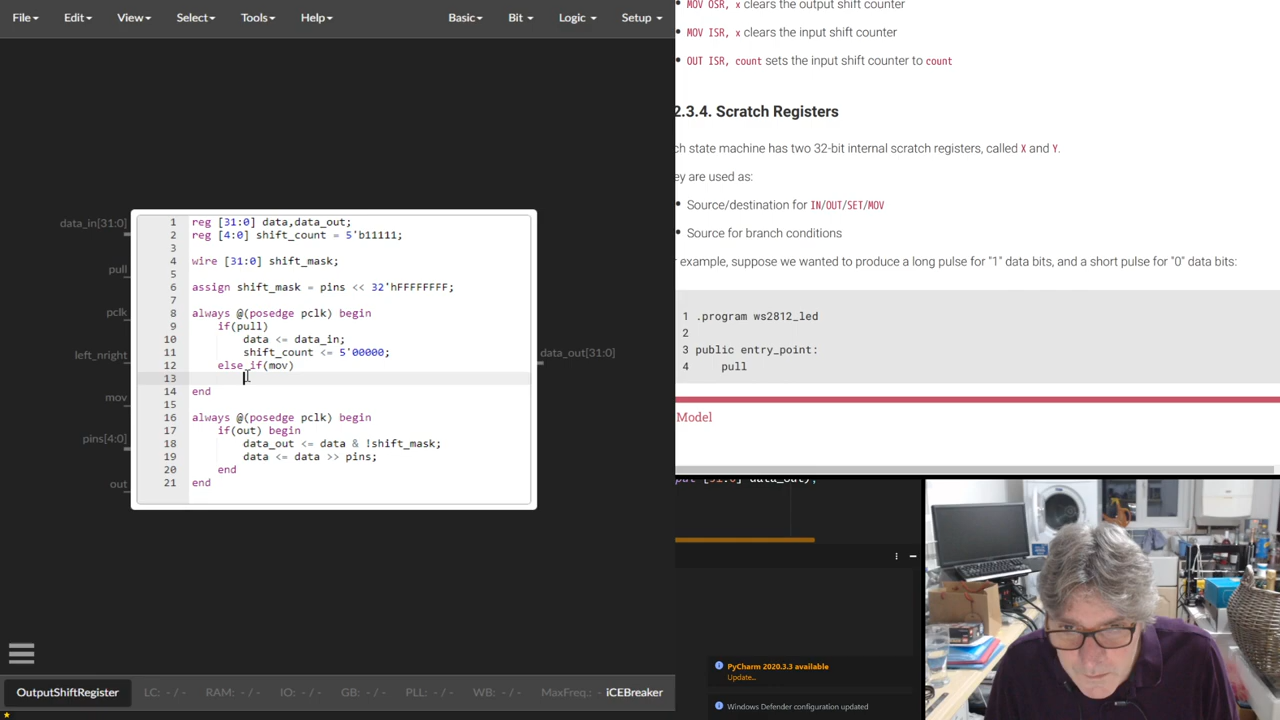 File Edit View Select Tools Help Basic Bit Logic Setup
data_in[31:0]
pull
pclk
left_nright
mov
pins[4:0]
out
1 reg [31:0] data,data_out;
2 reg [4:0] shift_count = 5'b11111;
3
4 wire [31:0] shift_mask;
5
6 assign shift_mask = pins << 32'hFFFFFFFF;
7
8 always @(posedge pclk) begin
9 if(pull)
10 data <= data_in;
11 shift_count <= 5'00000;
12 else if(mov)
13
14 end
15
16 always @(posedge pclk) begin
17 if(out) begin
18 data_out <= data & !shift_mask;
19 data <= data >> pins;
20 end
21 end
data_out[31:0]
OutputShiftRegister LC: - / - RAM: - / - IO: - / - GB: - / - PLL: - / - WB: - / - MaxFreq.: - / - iCEBreaker
MOV OSR, x clears the output shift counter
MOV ISR, x clears the input shift counter
OUT ISR, count sets the input shift counter to count
2.3.4. Scratch Registers
ch state machine has two 32-bit internal scratch registers, called X and Y.
ey are used as:
Source/destination for IN/OUT/SET/MOV
Source for branch conditions
r example, suppose we wanted to produce a long pulse for "1" data bits, and a short pulse for "0" data bits:
1 .program ws2812_led
2
3 public entry_point:
4 pull
Model
data_out);
PyCharm 2020.3.3 available
Update...
Windows Defender configuration updated